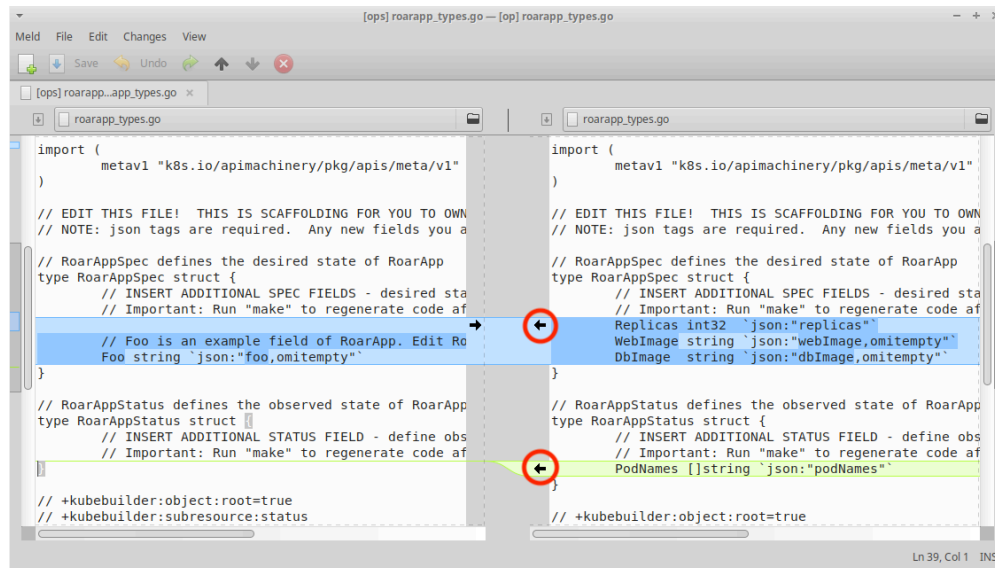 [ops] roarapp_types.go — [op] roarapp_types.go
Meld File Edit Changes View
Save Undo
[ops] roarapp...app_types.go ×
roarapp_types.go
import (
metav1 "k8s.io/apimachinery/pkg/apis/meta/v1"
)
// EDIT THIS FILE!  THIS IS SCAFFOLDING FOR YOU TO OWN
// NOTE: json tags are required.  Any new fields you a
// RoarAppSpec defines the desired state of RoarApp
type RoarAppSpec struct {
// INSERT ADDITIONAL SPEC FIELDS - desired sta
// Important: Run "make" to regenerate code af
// Foo is an example field of RoarApp. Edit Ro
Foo string `json:"foo,omitempty"`
}
// RoarAppStatus defines the observed state of RoarApp
type RoarAppStatus struct {
// INSERT ADDITIONAL STATUS FIELD - define obs
// Important: Run "make" to regenerate code af
}
// +kubebuilder:object:root=true
// +kubebuilder:subresource:status
roarapp_types.go
import (
metav1 "k8s.io/apimachinery/pkg/apis/meta/v1"
)
// EDIT THIS FILE!  THIS IS SCAFFOLDING FOR YOU TO OWN
// NOTE: json tags are required.  Any new fields you a
// RoarAppSpec defines the desired state of RoarApp
type RoarAppSpec struct {
// INSERT ADDITIONAL SPEC FIELDS - desired sta
// Important: Run "make" to regenerate code af
Replicas int32  `json:"replicas"`
WebImage string `json:"webImage,omitempty"`
DbImage  string `json:"dbImage,omitempty"`
}
// RoarAppStatus defines the observed state of RoarApp
type RoarAppStatus struct {
// INSERT ADDITIONAL STATUS FIELD - define obs
// Important: Run "make" to regenerate code af
PodNames []string `json:"podNames"`
}
// +kubebuilder:object:root=true
Ln 39, Col 1 INS